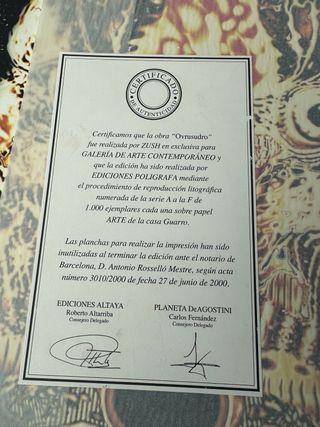 CERTIFICADO
DE AUTENTICIDAD
Certificamos que la obra "Ovrusudro"
fue realizada por ZUSH en exclusiva para
GALERÍA DE ARTE CONTEMPORÁNEO y
que la edición ha sido realizada por
EDICIONES POLIGRAFA mediante
el procedimiento de reproducción litográfica
numerada de la serie A a la F de
1.000 ejemplares cada una sobre papel
ARTE de la casa Guarro.
Las planchas para realizar la impresión han sido
inutilizadas al terminar la edición ante el notario de
Barcelona, D. Antonio Rosselló Mestre, según acta
número 3010/2000 de fecha 27 de junio de 2000.
EDICIONES ALTAYA
Roberto Altarriba
Consejero Delegado
PLANETA DeAGOSTINI
Carlos Fernández
Consejero Delegado